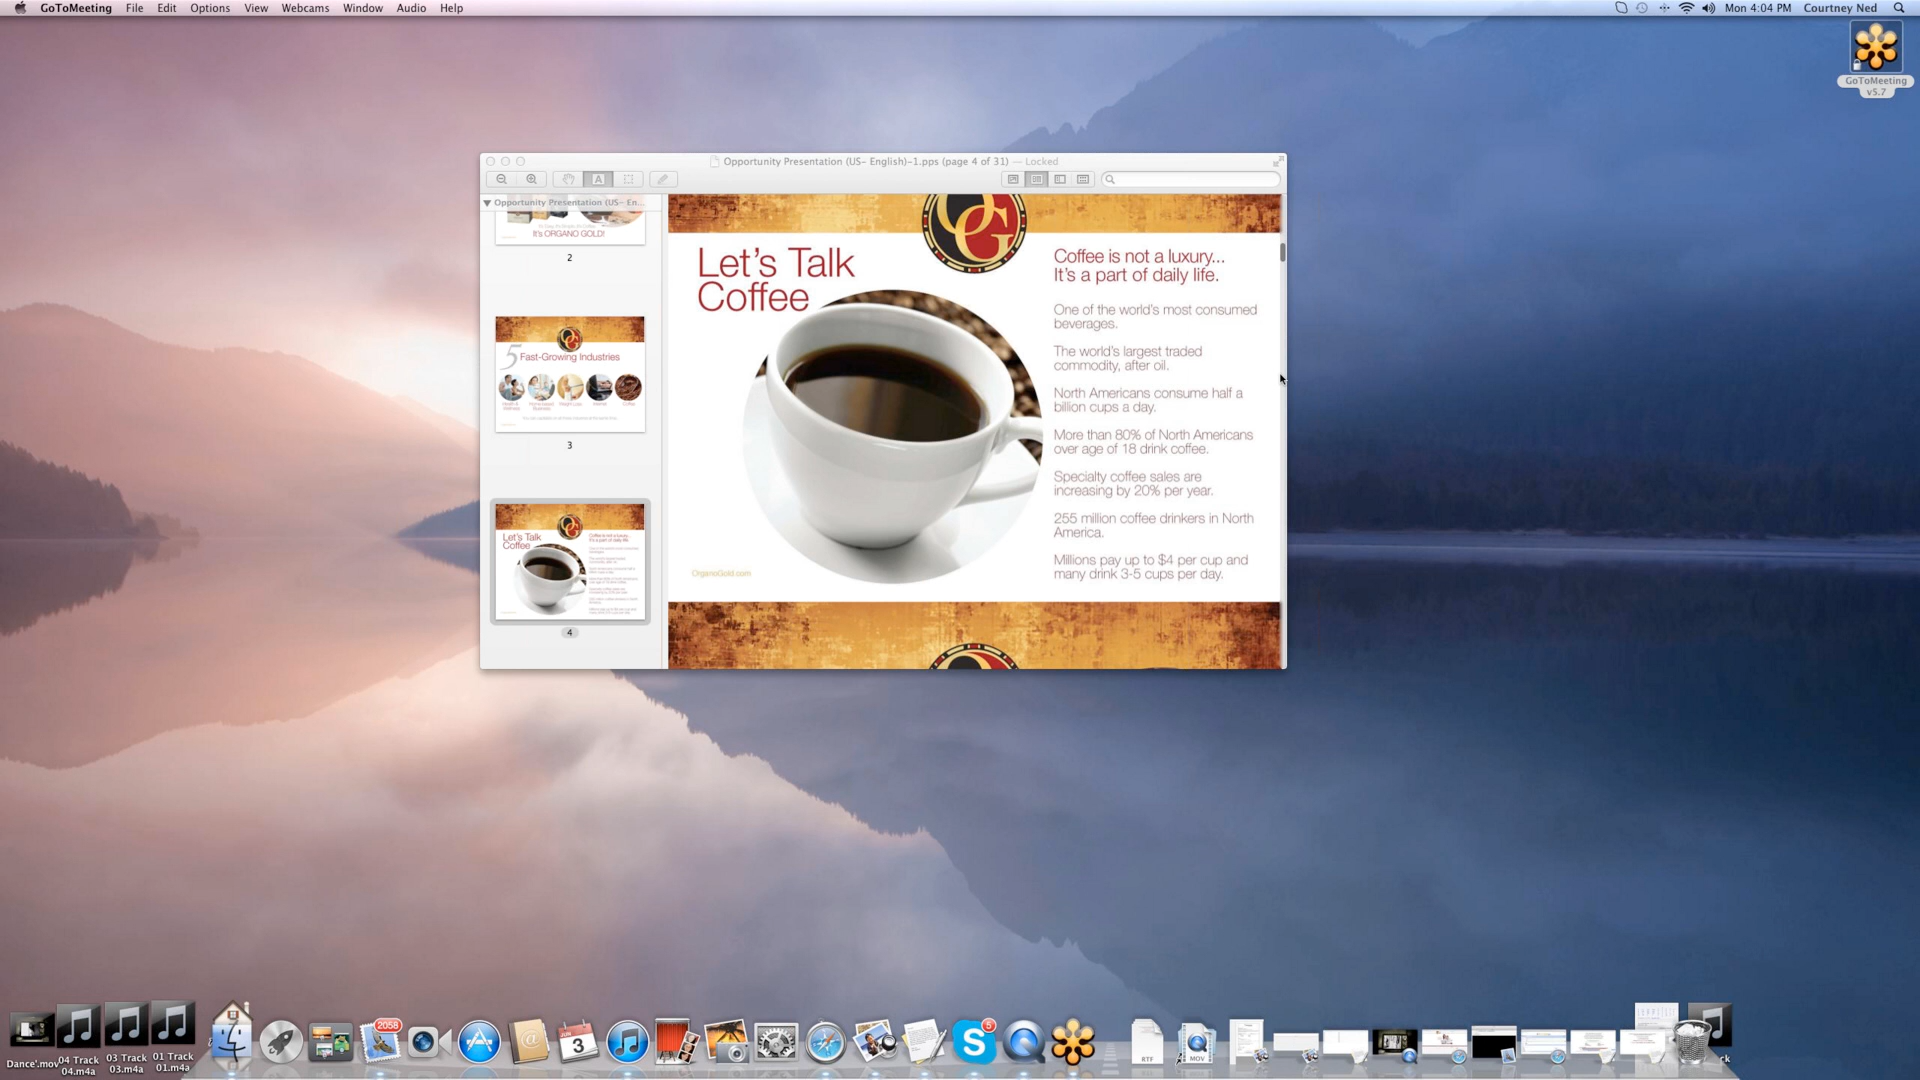 GoToMeeting File Edit Options View Webcams Window Audio Help
Mon 4:04 PM Courtney Ned
GoToMeeting
v5.7
Opportunity Presentation (US- English)-1.pps (page 4 of 31) — Locked
Opportunity Presentation (US- En...
It's ORGANO GOLD!
2
5 Fast-Growing Industries
3
Let's Talk
Coffee
4
OG
Let's Talk
Coffee
OrganoGold.com
Coffee is not a luxury...
It's a part of daily life.
One of the world's most consumed
beverages.
The world's largest traded
commodity, after oil.
North Americans consume half a
billion cups a day.
More than 80% of North Americans
over age of 18 drink coffee.
Specialty coffee sales are
increasing by 20% per year.
255 million coffee drinkers in North
America.
Millions pay up to $4 per cup and
many drink 3-5 cups per day.
Dance'.mov
04 Track
04.m4a
03 Track
03.m4a
01 Track
01.m4a
2058
JUN
3
5
RTF
MOV